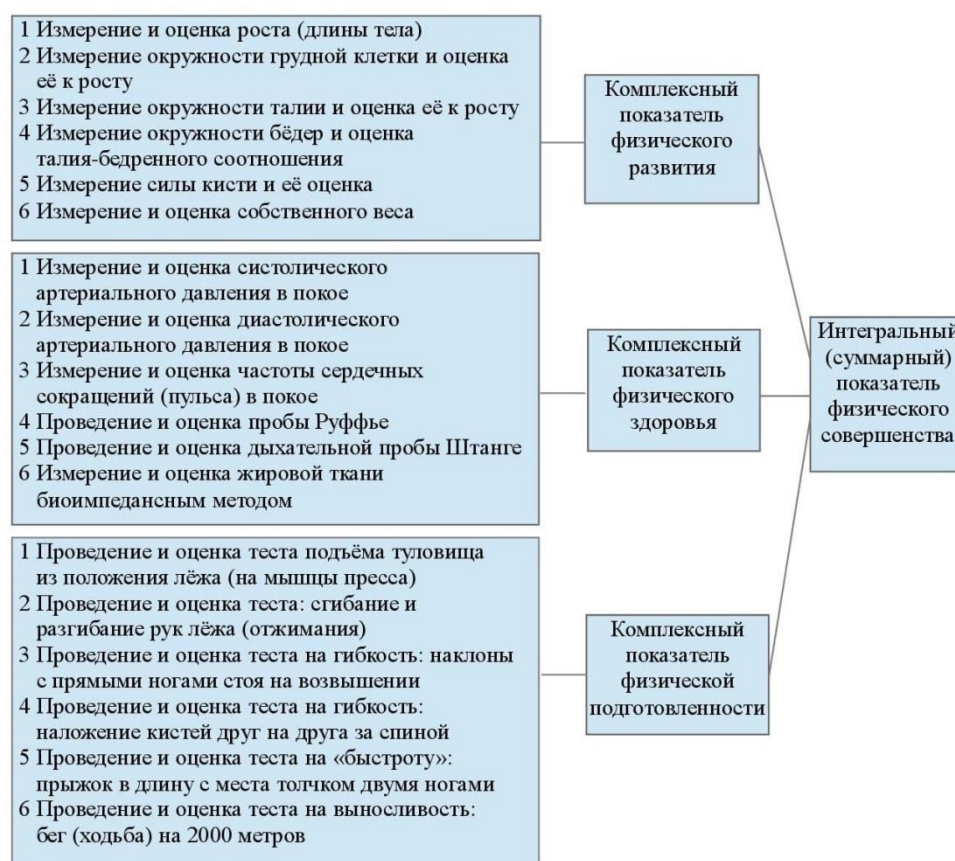 1 Измерение и оценка роста (длины тела)
2 Измерение окружности грудной клетки и оценка
её к росту
3 Измерение окружности талии и оценка её к росту
4 Измерение окружности бёдер и оценка
талия-бедренного соотношения
5 Измерение силы кисти и её оценка
6 Измерение и оценка собственного веса
Комплексный
показатель
физического
развития
1 Измерение и оценка систолического
артериального давления в покое
2 Измерение и оценка диастолического
артериального давления в покое
3 Измерение и оценка частоты сердечных
сокращений (пульса) в покое
4 Проведение и оценка пробы Руффье
5 Проведение и оценка дыхательной пробы Штанге
6 Измерение и оценка жировой ткани
биоимпедансным методом
Комплексный
показатель
физического
здоровья
Интегральный
(суммарный)
показатель
физического
совершенства
1 Проведение и оценка теста подъёма туловища
из положения лёжа (на мышцы пресса)
2 Проведение и оценка теста: сгибание и
разгибание рук лёжа (отжимания)
3 Проведение и оценка теста на гибкость: наклоны
с прямыми ногами стоя на возвышении
4 Проведение и оценка теста на гибкость:
наложение кистей друг на друга за спиной
5 Проведение и оценка теста на «быстроту»:
прыжок в длину с места толчком двумя ногами
6 Проведение и оценка теста на выносливость:
бег (ходьба) на 2000 метров
Комплексный
показатель
физической
подготовленности